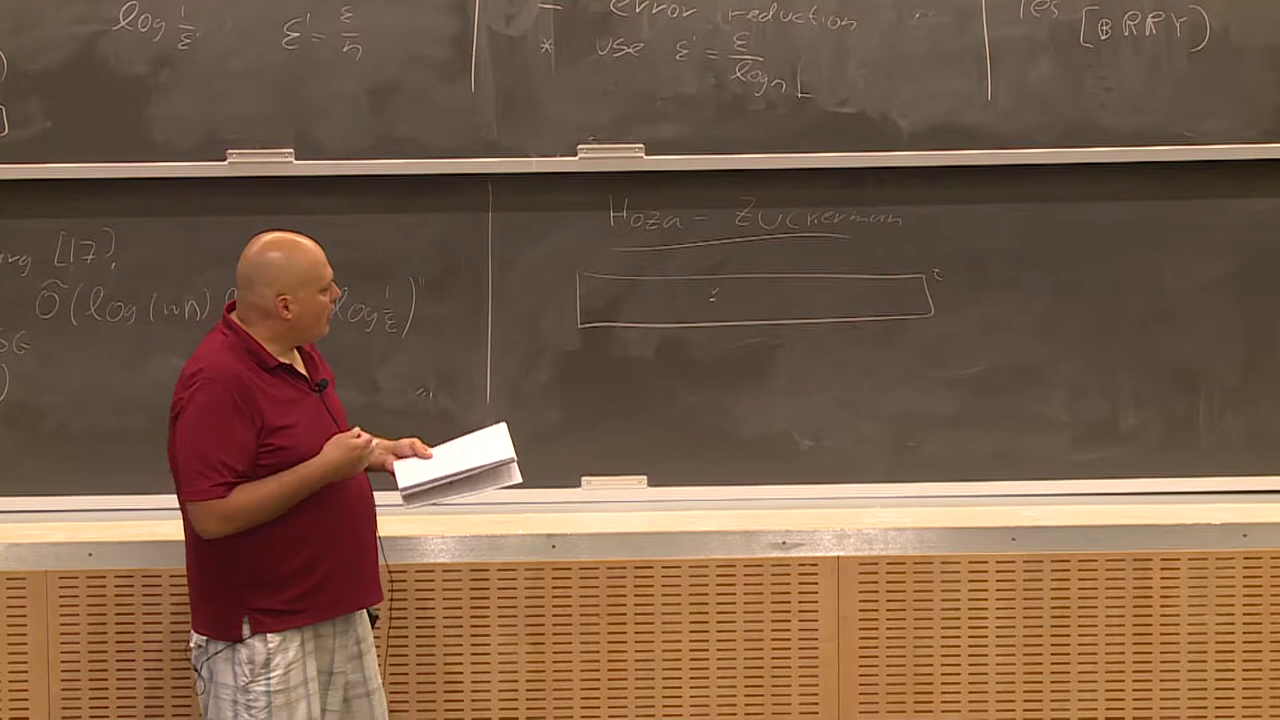 log 1/ε ε' = ε/n
error reduction
* use ε' = ε/log n
[BRRY]
[17],
Õ(log(wn) log 1/ε)"
Hoza - Zuckerman
v
t